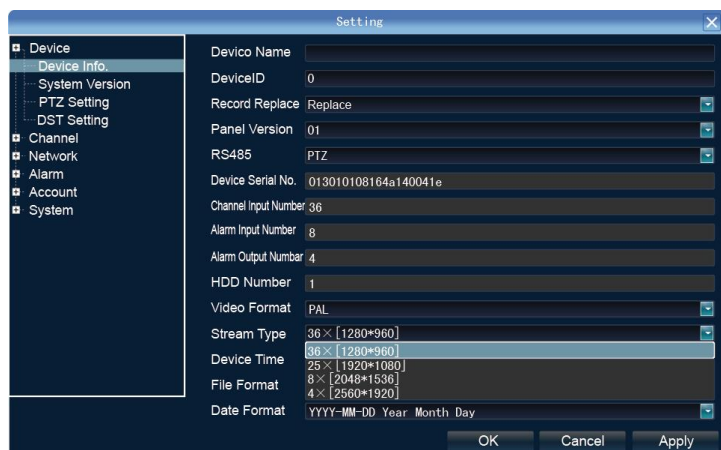 Setting
Device
Device Info.
System Version
PTZ Setting
DST Setting
Channel
Network
Alarm
Account
System
Devico Name
DeviceID 0
Record Replace Replace
Panel Version 01
RS485 PTZ
Device Serial No. 013010108164a140041e
Channel Input Number 36
Alarm Input Number 8
Alarm Output Numbar 4
HDD Number 1
Video Format PAL
Stream Type 36×[1280*960]
36×[1280*960]
Device Time 25×[1920*1080]
8×[2048*1536]
File Format 4×[2560*1920]
Date Format YYYY-MM-DD Year Month Day
OK Cancel Apply